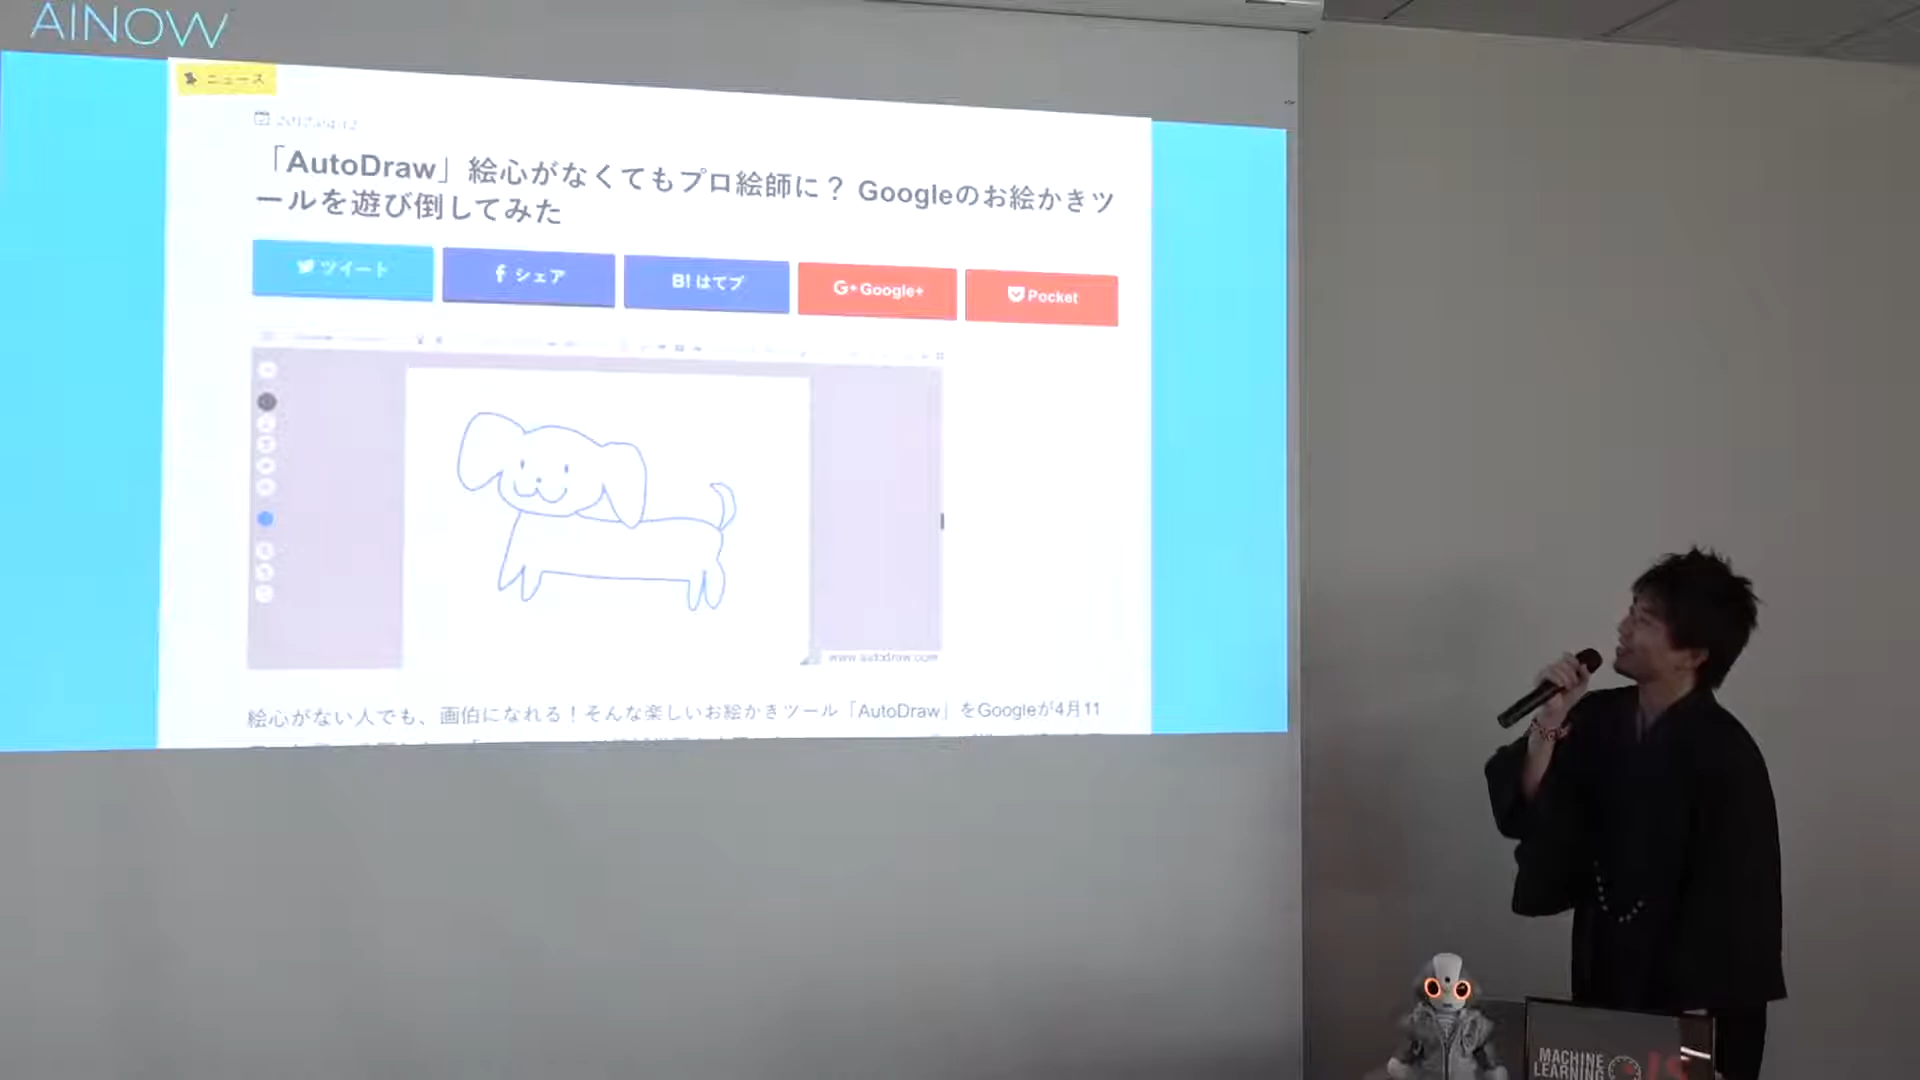 AINOW
ニュース
2017.04.12
「AutoDraw」絵心がなくてもプロ絵師に？ Googleのお絵かきツ
ールを遊び倒してみた
ツイート
シェア
B! はてブ
G+ Google+
Pocket
www.autodraw.com
絵心がない人でも、画伯になれる！そんな楽しいお絵かきツール「AutoDraw」をGoogleが4月11
MACHINE
LEARNING